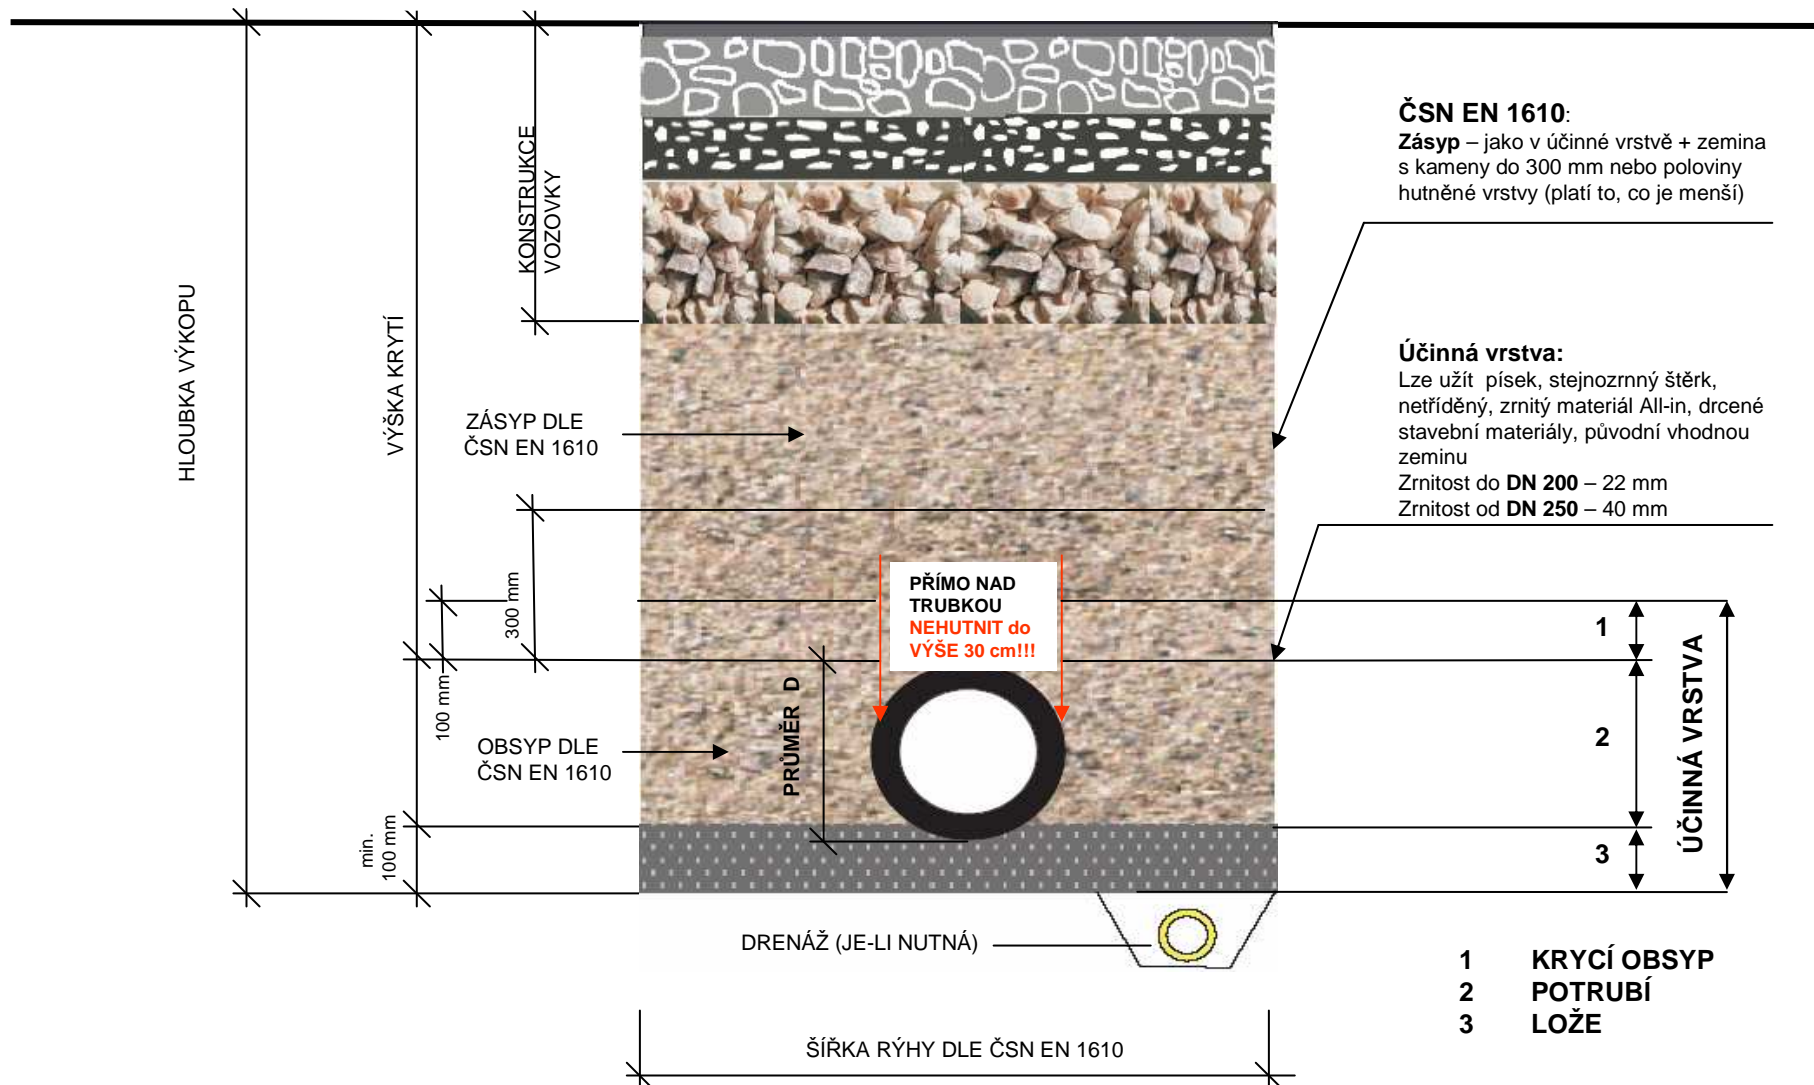 ČSN EN 1610:
Zásyp – jako v účinné vrstvě + zemina
s kameny do 300 mm nebo poloviny
hutněné vrstvy (platí to, co je menší)
KONSTRUKCE
VOZOVKY
HLOUBKA VÝKOPU
VÝŠKA KRYTÍ
Účinná vrstva:
Lze užít písek, stejnozrnný štěrk,
netříděný, zrnitý materiál All-in, drcené
stavební materiály, původní vhodnou
zeminu
Zrnitost do DN 200 – 22 mm
Zrnitost od DN 250 – 40 mm
ZÁSYP DLE
ČSN EN 1610
300 mm
100 mm
PŘÍMO NAD
TRUBKOU
NEHUTNIT do
VÝŠE 30 cm!!!
PRŮMĚR D
OBSYP DLE
ČSN EN 1610
min.
100 mm
1
2
3
ÚČINNÁ VRSTVA
DRENÁŽ (JE-LI NUTNÁ)
1 KRYCÍ OBSYP
2 POTRUBÍ
3 LOŽE
ŠÍŘKA RÝHY DLE ČSN EN 1610